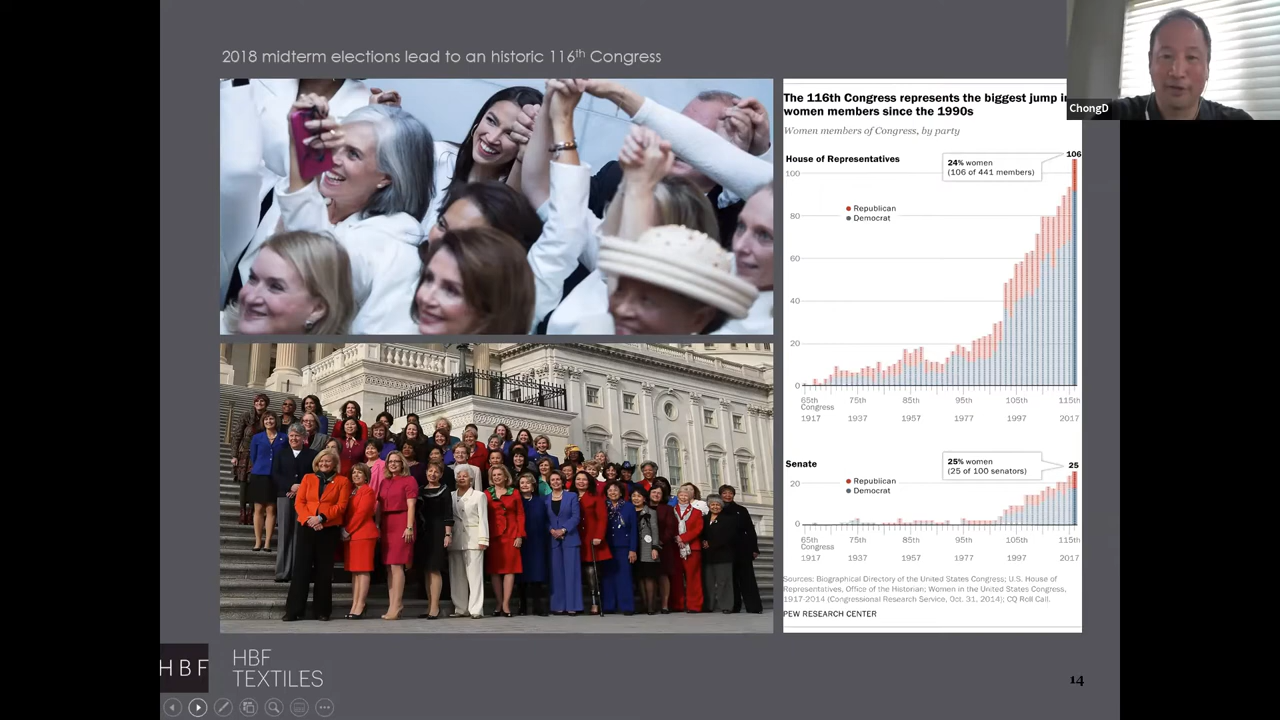 2018 midterm elections lead to an historic 116th Congress
ChongD
The 116th Congress represents the biggest jump in
women members since the 1990s
Women members of Congress, by party
House of Representatives
24% women
(106 of 441 members)
106
100
80
60
40
20
0
Republican
Democrat
65th 75th 85th 95th 105th 115th
Congress
1917 1937 1957 1977 1997 2017
Senate
25% women
(25 of 100 senators)
25
20
0
Republican
Democrat
65th 75th 85th 95th 105th 115th
Congress
1917 1937 1957 1977 1997 2017
Sources: Biographical Directory of the United States Congress; U.S. House of
Representatives, Office of the Historian; Women in the United States Congress,
1917-2014 (Congressional Research Service, Oct. 31, 2014); CQ Roll Call.
PEW RESEARCH CENTER
HBF
HBF
TEXTILES
14